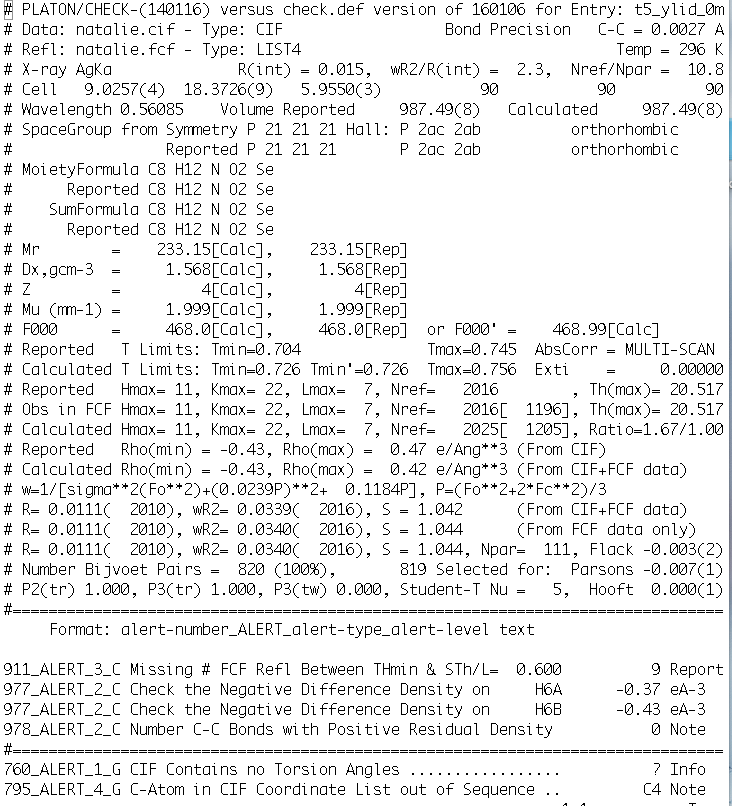 # PLATON/CHECK-(140116) versus check.def version of 160106 for Entry: t5_ylid_0m
# Data: natalie.cif - Type: CIF Bond Precision C-C = 0.0027 A
# Refl: natalie.fcf - Type: LIST4 Temp = 296 K
# X-ray AgKa R(int) = 0.015, wR2/R(int) = 2.3, Nref/Npar = 10.8
# Cell 9.0257(4) 18.3726(9) 5.9550(3) 90 90 90
# Wavelength 0.56085 Volume Reported 987.49(8) Calculated 987.49(8)
# SpaceGroup from Symmetry P 21 21 21 Hall: P 2ac 2ab orthorhombic
# Reported P 21 21 21 P 2ac 2ab orthorhombic
# MoietyFormula C8 H12 N O2 Se
# Reported C8 H12 N O2 Se
# SumFormula C8 H12 N O2 Se
# Reported C8 H12 N O2 Se
# Mr = 233.15[Calc], 233.15[Rep]
# Dx,gcm-3 = 1.568[Calc], 1.568[Rep]
# Z = 4[Calc], 4[Rep]
# Mu (mm-1) = 1.999[Calc], 1.999[Rep]
# F000 = 468.0[Calc], 468.0[Rep] or F000' = 468.99[Calc]
# Reported T Limits: Tmin=0.704 Tmax=0.745 AbsCorr = MULTI-SCAN
# Calculated T Limits: Tmin=0.726 Tmin'=0.726 Tmax=0.756 Exti = 0.00000
# Reported Hmax= 11, Kmax= 22, Lmax= 7, Nref= 2016 , Th(max)= 20.517
# Obs in FCF Hmax= 11, Kmax= 22, Lmax= 7, Nref= 2016[ 1196], Th(max)= 20.517
# Calculated Hmax= 11, Kmax= 22, Lmax= 7, Nref= 2025[ 1205], Ratio=1.67/1.00
# Reported Rho(min) = -0.43, Rho(max) = 0.47 e/Ang**3 (From CIF)
# Calculated Rho(min) = -0.43, Rho(max) = 0.42 e/Ang**3 (From CIF+FCF data)
# w=1/[sigma**2(Fo**2)+(0.0239P)**2+ 0.1184P], P=(Fo**2+2*Fc**2)/3
# R= 0.0111( 2010), wR2= 0.0339( 2016), S = 1.042 (From CIF+FCF data)
# R= 0.0111( 2010), wR2= 0.0340( 2016), S = 1.044 (From FCF data only)
# R= 0.0111( 2010), wR2= 0.0340( 2016), S = 1.044, Npar= 111, Flack -0.003(2)
# Number Bijvoet Pairs = 820 (100%), 819 Selected for: Parsons -0.007(1)
# P2(tr) 1.000, P3(tr) 1.000, P3(tw) 0.000, Student-T Nu = 5, Hooft 0.000(1)
#===============================================================================
Format: alert-number_ALERT_alert-type_alert-level text
911_ALERT_3_C Missing # FCF Refl Between THmin & STh/L= 0.600 9 Report
977_ALERT_2_C Check the Negative Difference Density on H6A -0.37 eA-3
977_ALERT_2_C Check the Negative Difference Density on H6B -0.43 eA-3
978_ALERT_2_C Number C-C Bonds with Positive Residual Density 0 Note
#===============================================================================
760_ALERT_1_G CIF Contains no Torsion Angles ................. ? Info
795_ALERT_4_G C-Atom in CIF Coordinate List out of Sequence .. C4 Note